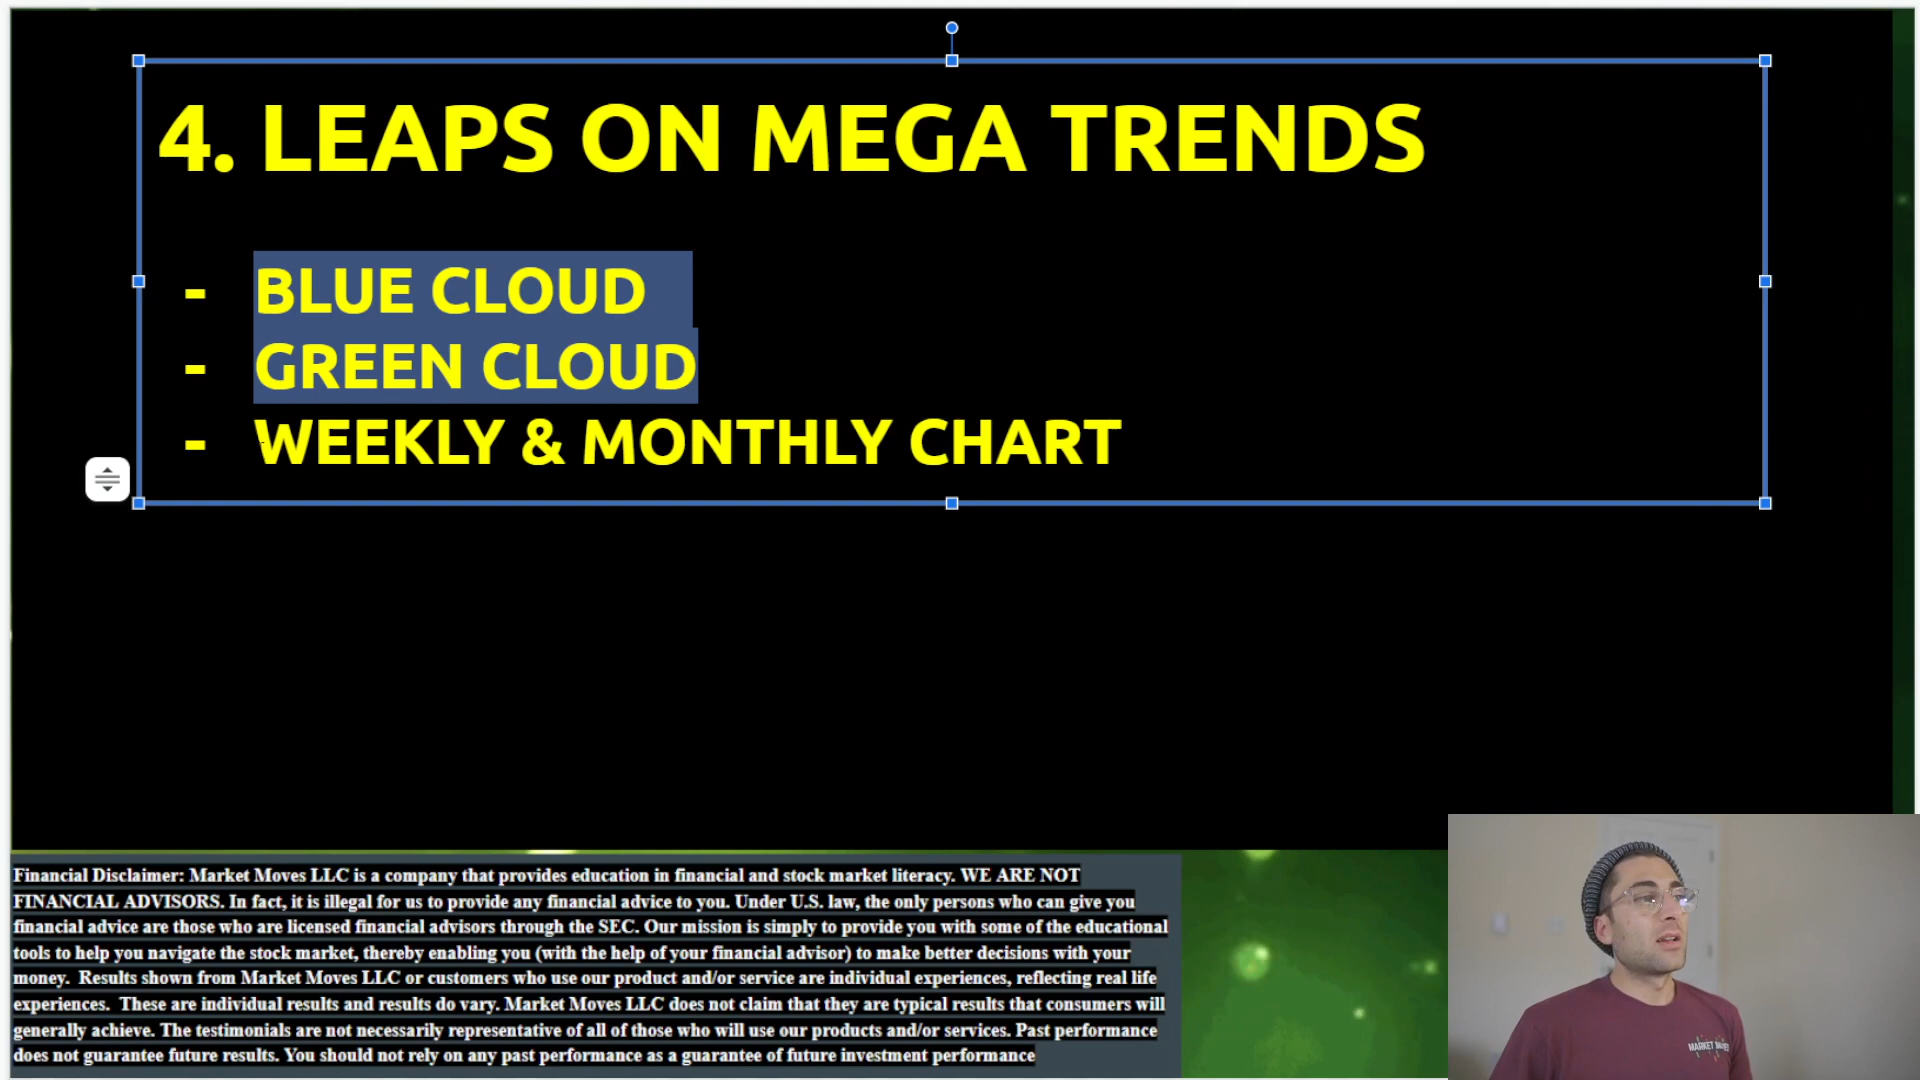 4. LEAPS ON MEGA TRENDS
- BLUE CLOUD
- GREEN CLOUD
- WEEKLY & MONTHLY CHART
Financial Disclaimer: Market Moves LLC is a company that provides education in financial and stock market literacy. WE ARE NOT
FINANCIAL ADVISORS. In fact, it is illegal for us to provide any financial advice to you. Under U.S. law, the only persons who can give you
financial advice are those who are licensed financial advisors through the SEC. Our mission is simply to provide you with some of the educational
tools to help you navigate the stock market, thereby enabling you (with the help of your financial advisor) to make better decisions with your
money.  Results shown from Market Moves LLC or customers who use our product and/or service are individual experiences, reflecting real life
experiences.  These are individual results and results do vary. Market Moves LLC does not claim that they are typical results that consumers will
generally achieve. The testimonials are not necessarily representative of all of those who will use our products and/or services. Past performance
does not guarantee future results. You should not rely on any past performance as a guarantee of future investment performance
MARKET